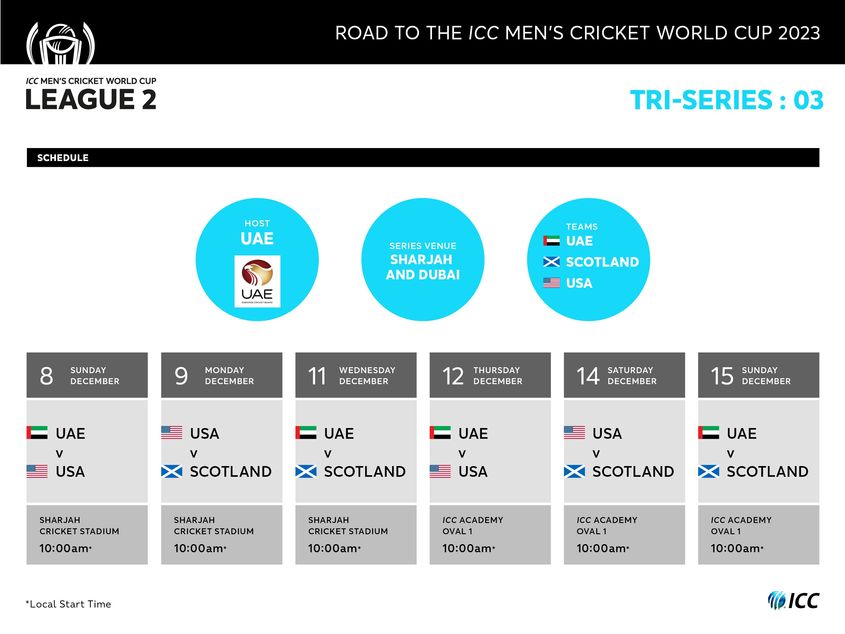 ROAD TO THE ICC MEN'S CRICKET WORLD CUP 2023
ICC MEN'S CRICKET WORLD CUP
LEAGUE 2
TRI-SERIES : 03
SCHEDULE
HOST
UAE
UAE
SERIES VENUE
SHARJAH
AND DUBAI
TEAMS
UAE
SCOTLAND
USA
8 SUNDAY
DECEMBER
UAE
v
USA
SHARJAH
CRICKET STADIUM
10:00am*
9 MONDAY
DECEMBER
USA
v
SCOTLAND
SHARJAH
CRICKET STADIUM
10:00am*
11 WEDNESDAY
DECEMBER
UAE
v
SCOTLAND
SHARJAH
CRICKET STADIUM
10:00am*
12 THURSDAY
DECEMBER
UAE
v
USA
ICC ACADEMY
OVAL 1
10:00am*
14 SATURDAY
DECEMBER
USA
v
SCOTLAND
ICC ACADEMY
OVAL 1
10:00am*
15 SUNDAY
DECEMBER
UAE
v
SCOTLAND
ICC ACADEMY
OVAL 1
10:00am*
*Local Start Time
ICC